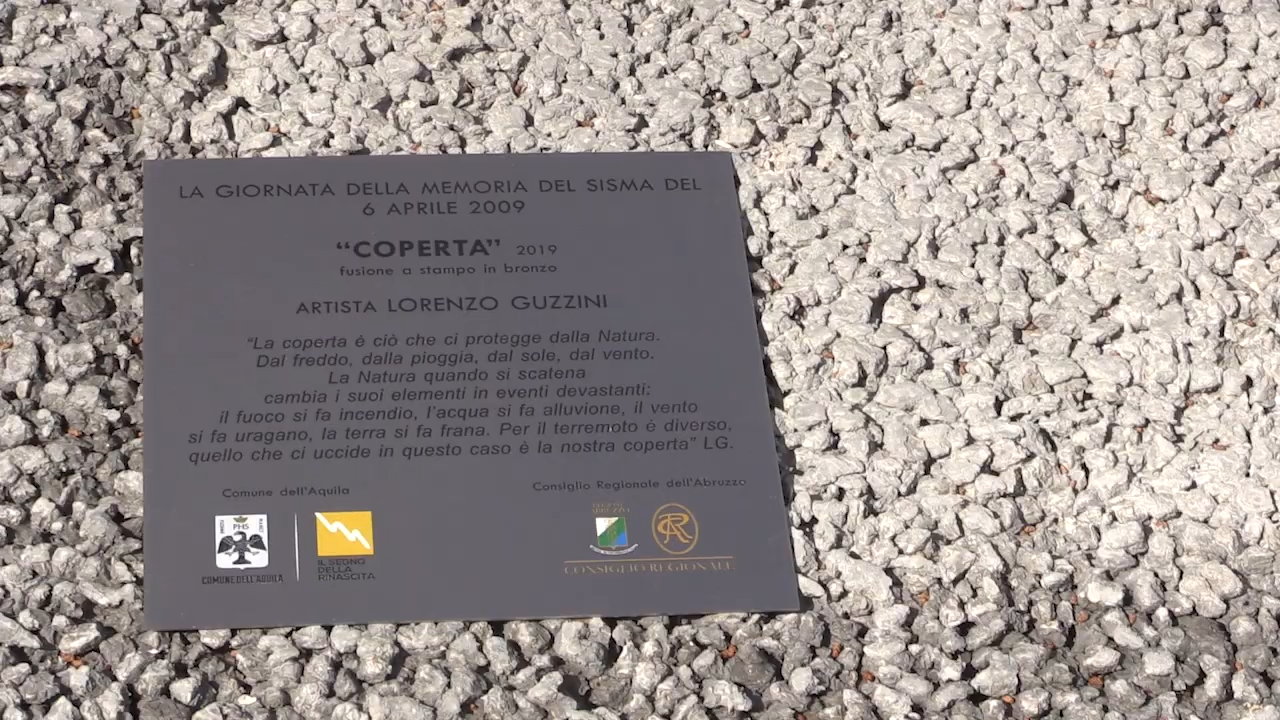 LA GIORNATA DELLA MEMORIA DEL SISMA DEL
6 APRILE 2009
“COPERTA” 2019
fusione a stampo in bronzo
ARTISTA LORENZO GUZZINI
“La coperta è ciò che ci protegge dalla Natura.
Dal freddo, dalla pioggia, dal sole, dal vento.
La Natura quando si scatena
cambia i suoi elementi in eventi devastanti:
il fuoco si fa incendio, l'acqua si fa alluvione, il vento
si fa uragano, la terra si fa frana. Per il terremoto é diverso,
quello che ci uccide in questo caso è la nostra coperta” LG.
Comune dell'Aquila
Consiglio Regionale dell'Abruzzo
PHS
COMUNE DELL'AQUILA
IL SEGNO
DELLA
RINASCITA
CONSIGLIO REGIONALE